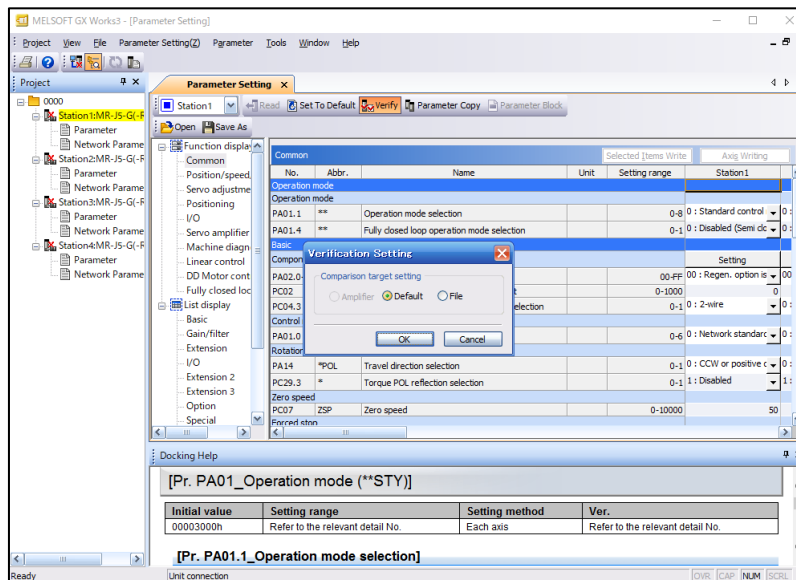 MELSOFT GX Works3 - [Parameter Setting]
Project View File Parameter Setting(Z) Parameter Tools Window Help
Project
0000
Station1:MR-J5-G(-R
Parameter
Network Parame
Station2:MR-J5-G(-R
Parameter
Network Parame
Station3:MR-J5-G(-R
Parameter
Network Parame
Station4:MR-J5-G(-R
Parameter
Network Parame
Parameter Setting
Station1 Read Set To Default Verify Parameter Copy Parameter Block
Open Save As
Function display
Common
Position/speed
Servo adjustme
Positioning
I/O
Servo amplifier
Machine diagn
Linear control
DD Motor cont
Fully closed loc
List display
Basic
Gain/filter
Extension
I/O
Extension 2
Extension 3
Option
Special
Common Selected Items Write Axis Writing
No. Abbr. Name Unit Setting range Station1
Operation mode
Operation mode
PA01.1 ** Operation mode selection 0-8 0 : Standard control
PA01.4 ** Fully closed loop operation mode selection 0-1 0 : Disabled (Semi clc 0 :
Basic
Compon Setting
PA02.0- 00-FF 00 : Regen. option is 00
PC02 t 0-1000 0
PC04.3 election 0-1 0 : 2-wire 0 :
Control
PA01.0 0-6 0 : Network standarc 0 :
Rotation
PA14 *POL Travel direction selection 0-1 0 : CCW or positive c 0 :
PC29.3 * Torque POL reflection selection 0-1 1 : Disabled 1 :
Zero speed
PC07 ZSP Zero speed 0-10000 50
Forced stop
Verification Setting
Comparison target setting
Amplifier Default File
OK Cancel
Docking Help
[Pr. PA01_Operation mode (**STY)]
Initial value Setting range Setting method Ver.
00003000h Refer to the relevant detail No. Each axis Refer to the relevant detail No.
[Pr. PA01.1_Operation mode selection]
Ready Unit connection OVR CAP NUM SCRL